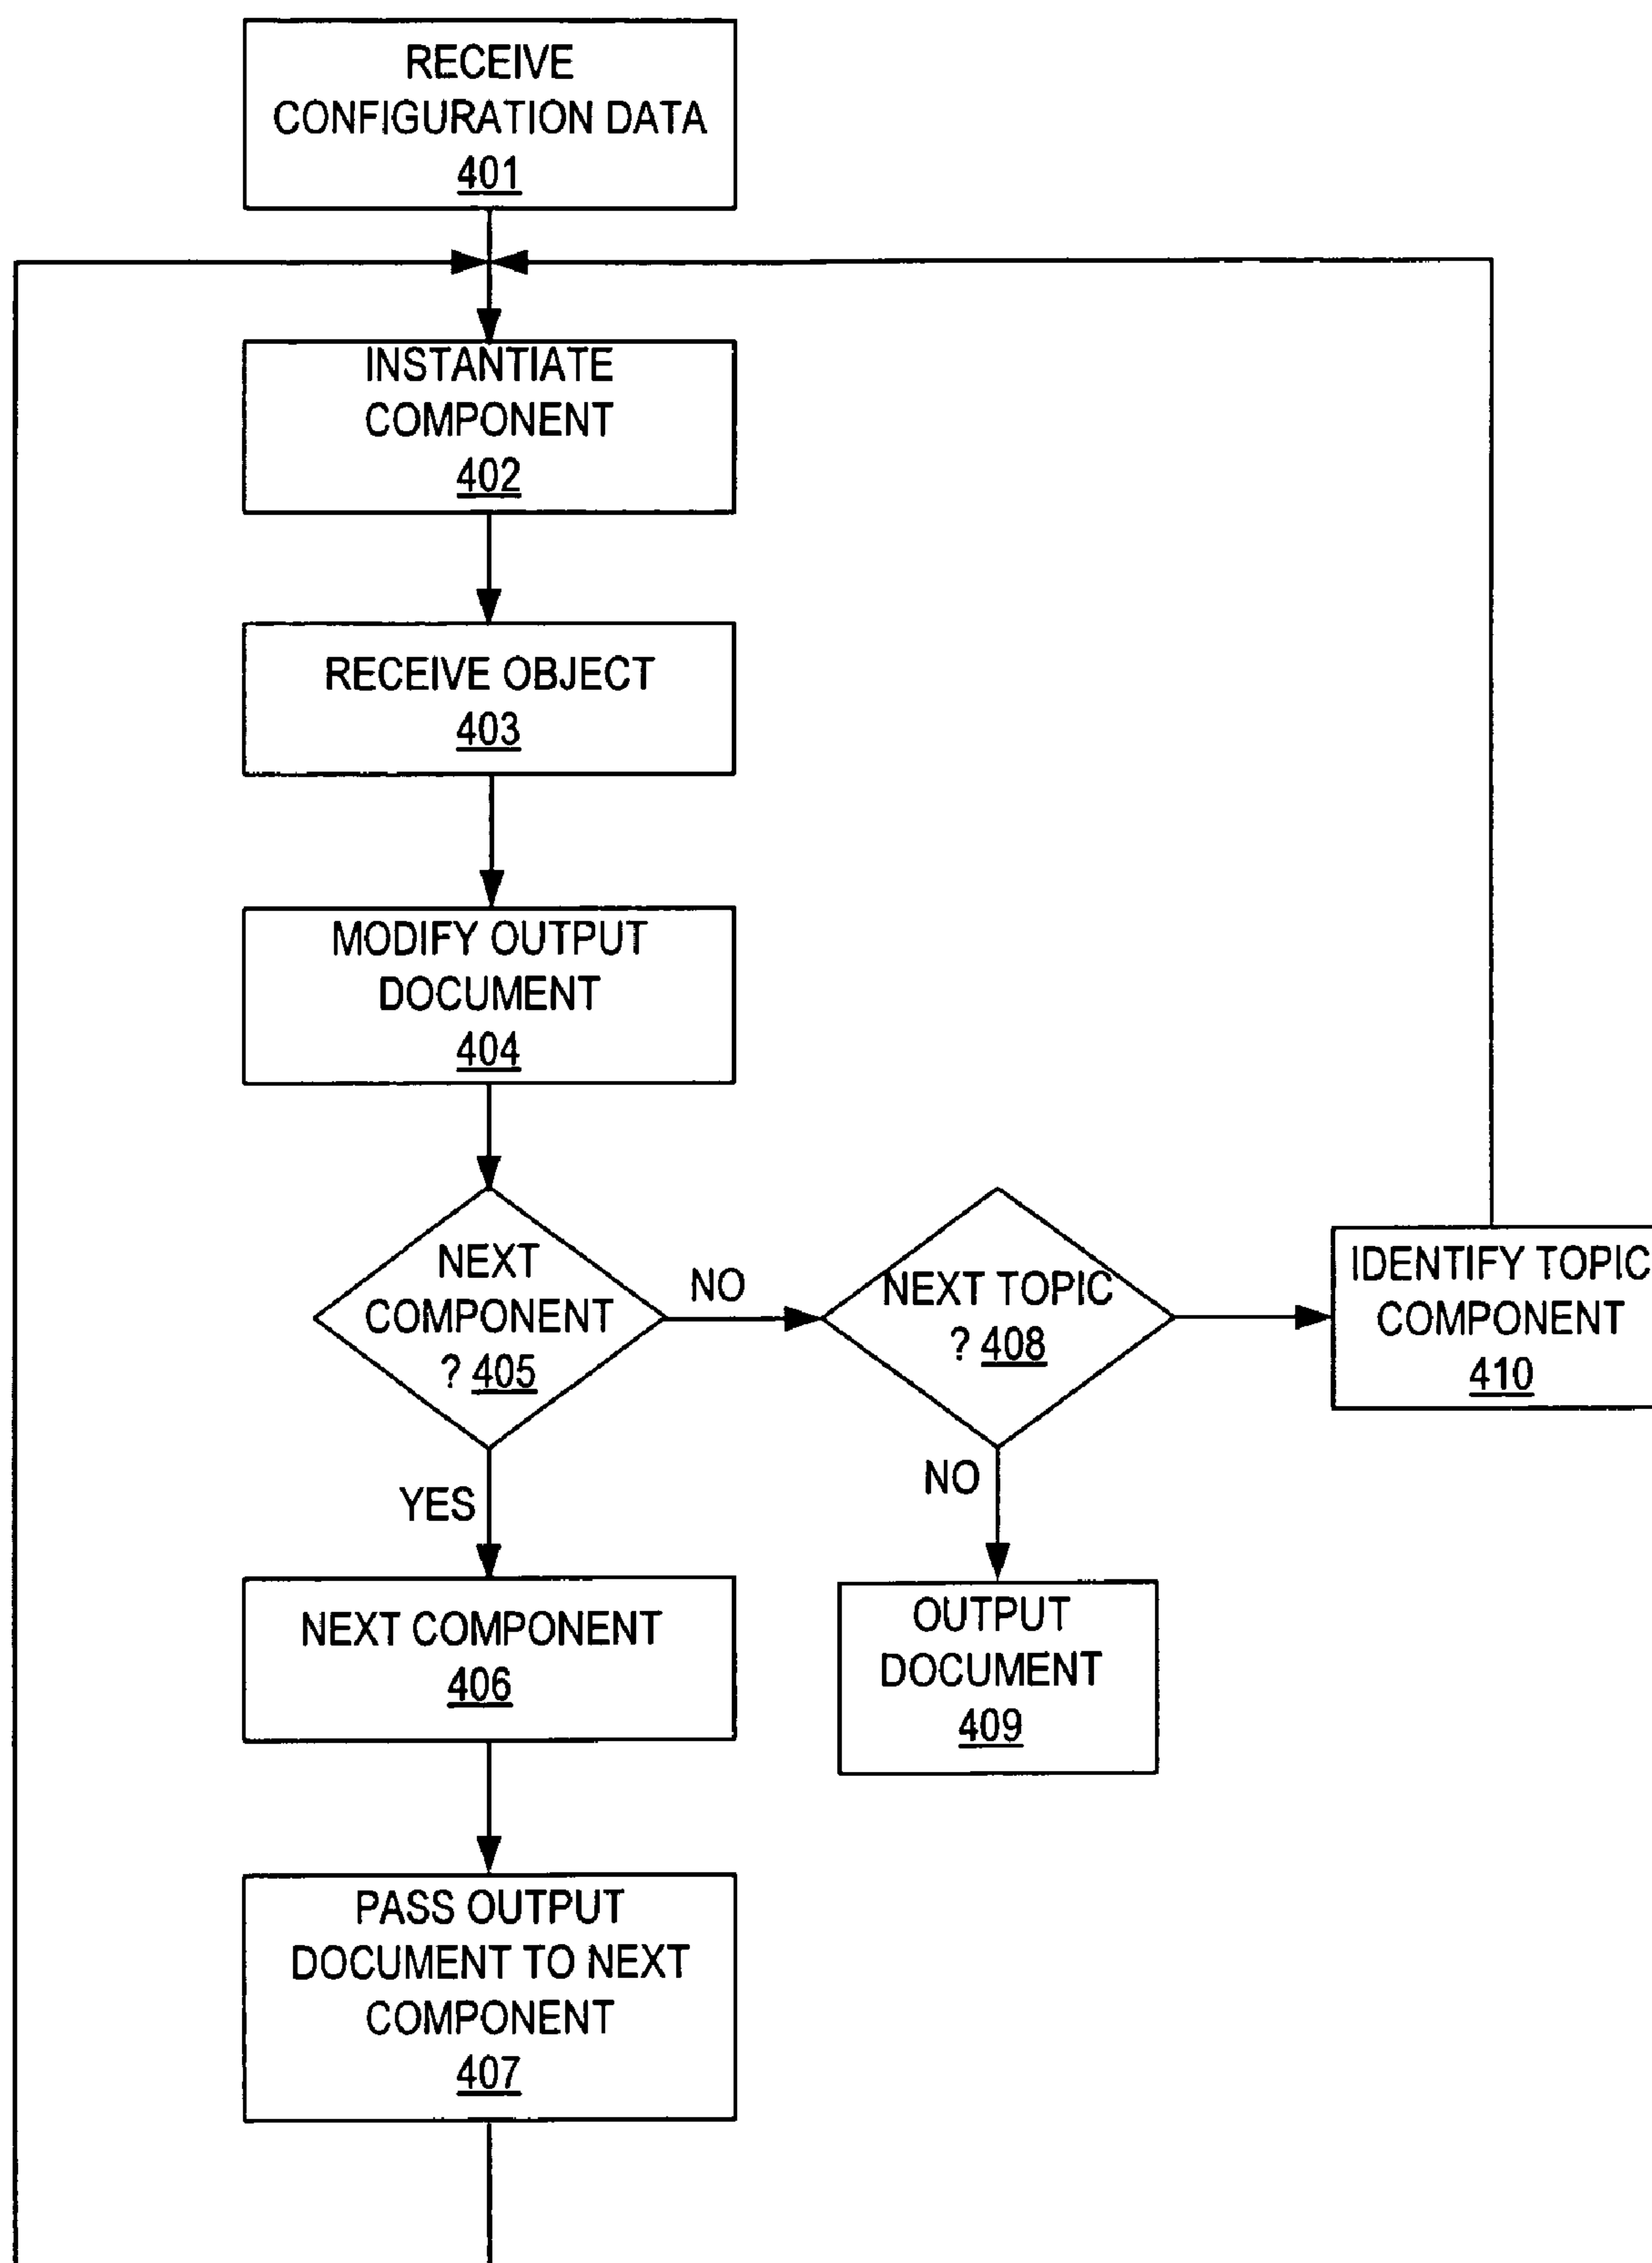 RECEIVE
CONFIGURATION DATA
401
INSTANTIATE
COMPONENT
402
RECEIVE OBJECT
403
MODIFY OUTPUT
DOCUMENT
404
NEXT
COMPONENT
? 405
NO
NEXT TOPIC
? 408
IDENTIFY TOPIC
COMPONENT
410
YES
NO
NEXT COMPONENT
406
OUTPUT
DOCUMENT
409
PASS OUTPUT
DOCUMENT TO NEXT
COMPONENT
407